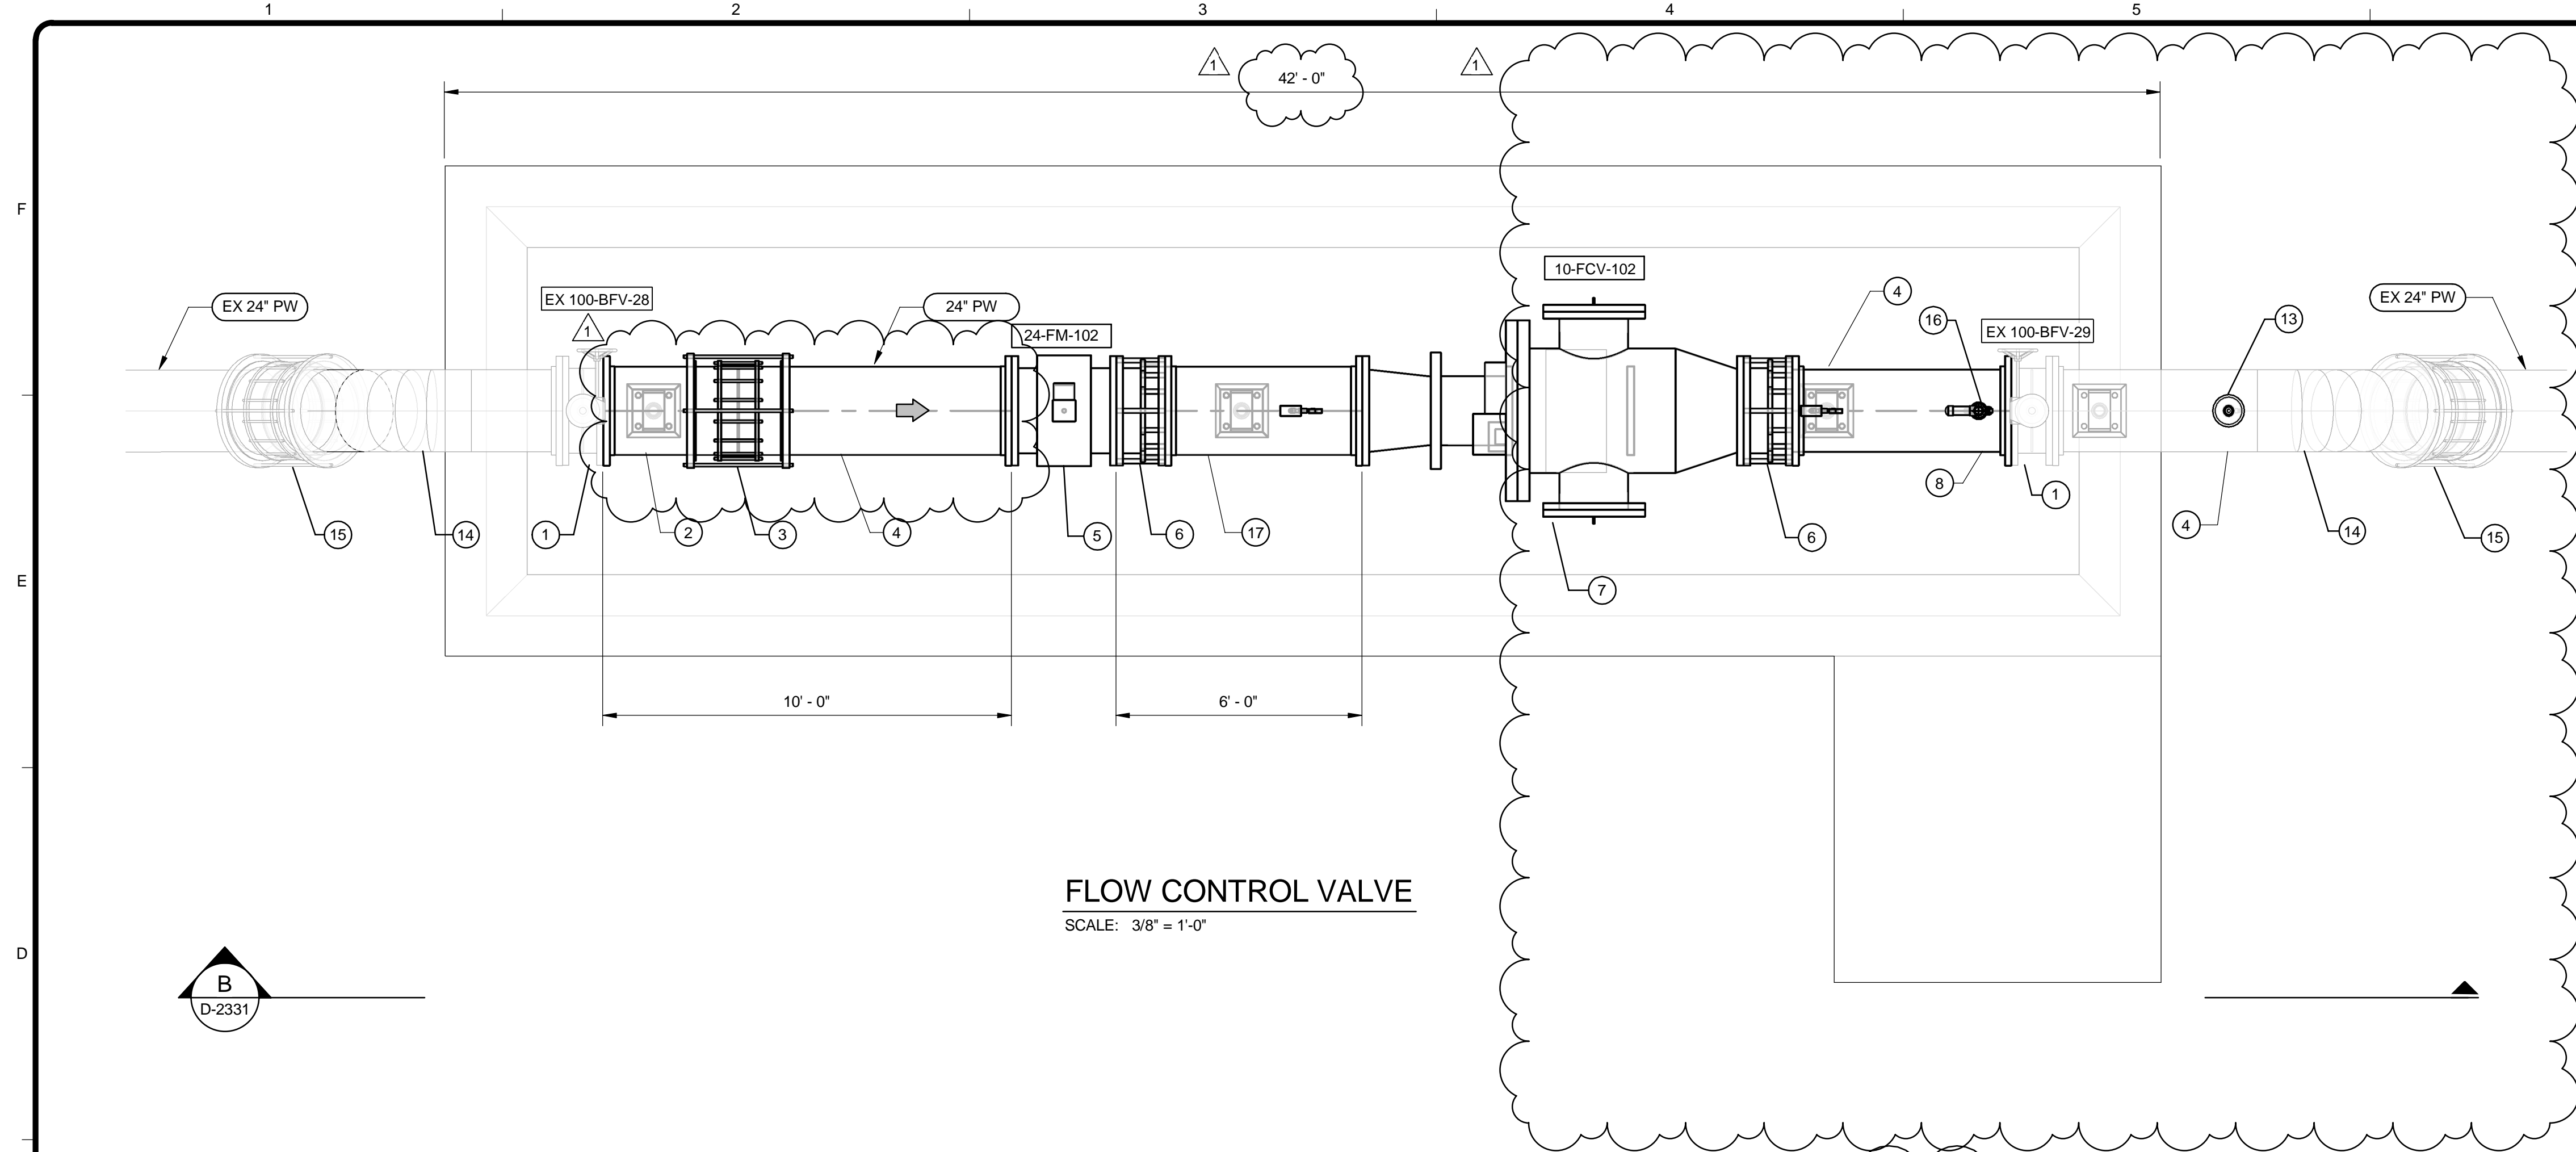 1 2 3 4 5
1
42' - 0"
1
F
10-FCV-102
EX 24" PW
EX 100-BFV-28
24" PW
4
16
13
EX 24" PW
1
24-FM-102
EX 100-BFV-29
15
14
1
2
3
4
5
6
17
7
6
8
1
4
14
15
E
10' - 0"
6' - 0"
FLOW CONTROL VALVE
SCALE: 3/8" = 1'-0"
D
B
D-2331